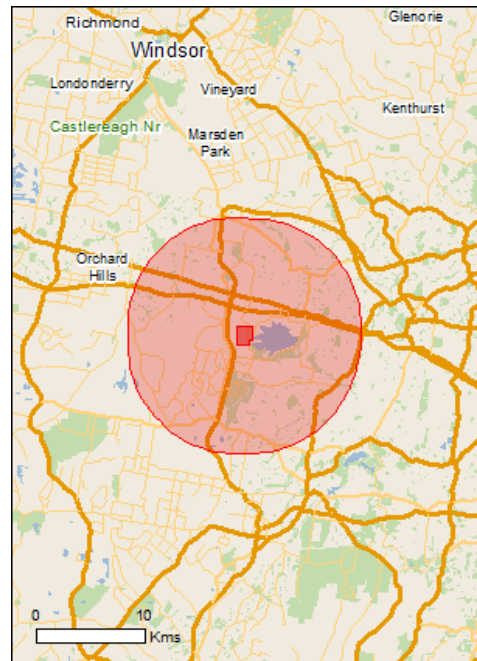 Glenorie
Richmond
Windsor
Londonderry
Vineyard
Kenthurst
Castlereagh Nr
Marsden
Park
Orchard
Hills
0 10
Kms